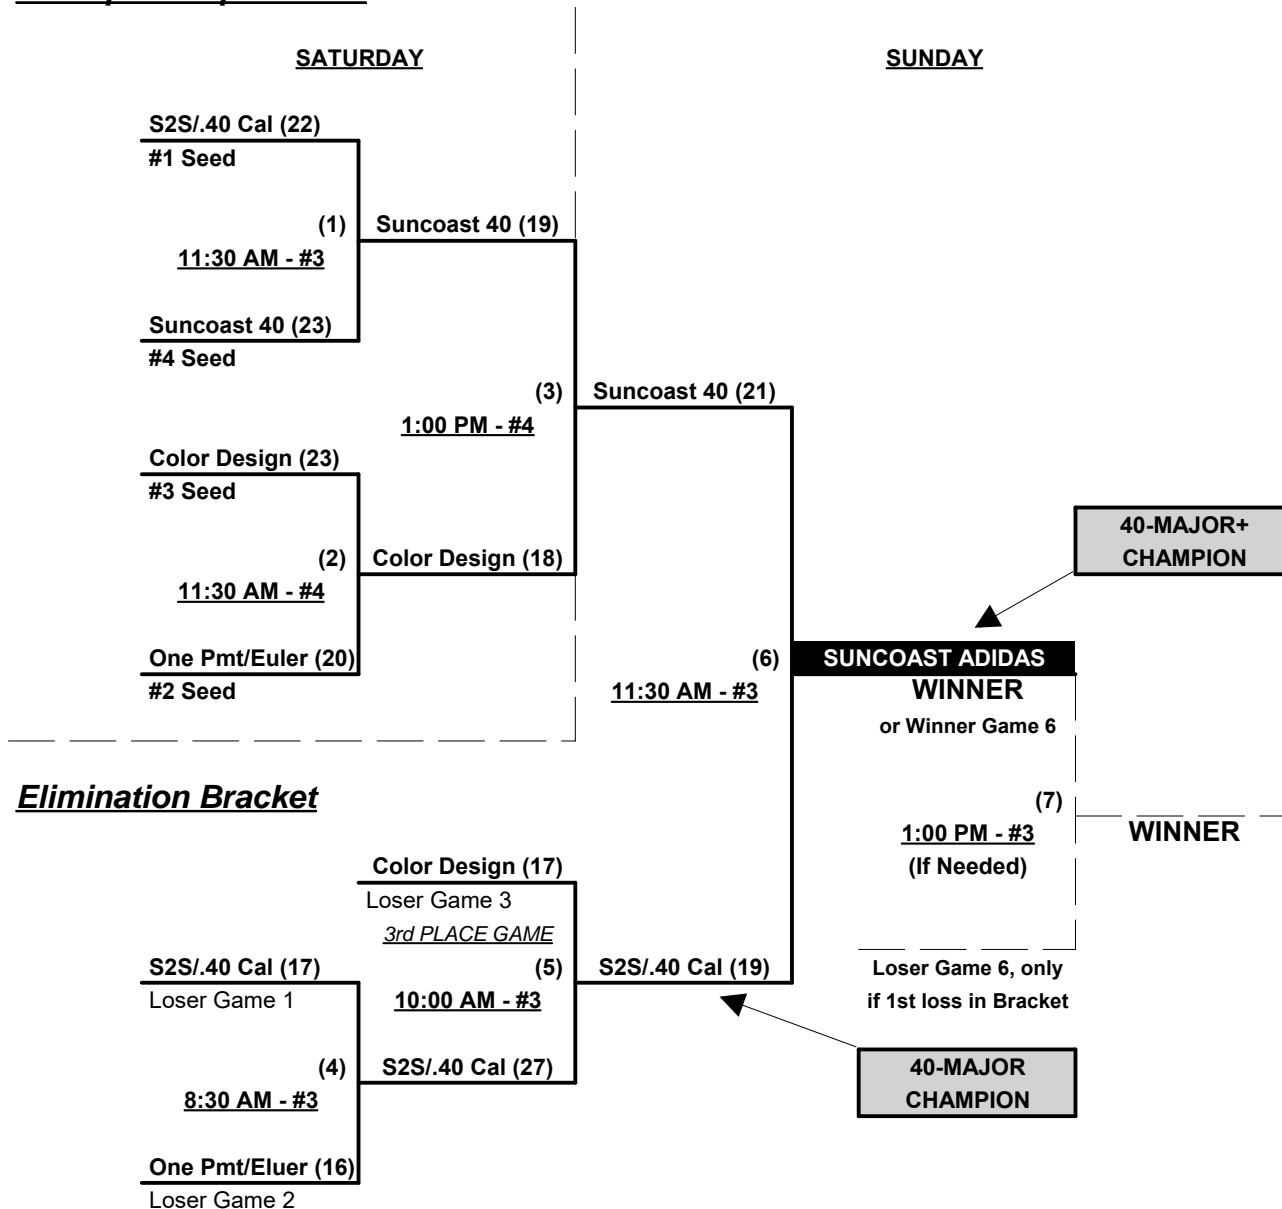 SATURDAY
SUNDAY
S2S/.40 Cal (22)
#1 Seed
(1)
Suncoast 40 (19)
11:30 AM - #3
Suncoast 40 (23)
#4 Seed
(3)
Suncoast 40 (21)
1:00 PM - #4
Color Design (23)
#3 Seed
40-MAJOR+
CHAMPION
(2)
Color Design (18)
11:30 AM - #4
One Pmt/Euler (20)
#2 Seed
(6)
SUNCOAST ADIDAS
11:30 AM - #3
WINNER
or Winner Game 6
Elimination Bracket
(7)
1:00 PM - #3
(If Needed)
WINNER
Color Design (17)
Loser Game 3
3rd PLACE GAME
S2S/.40 Cal (17)
Loser Game 1
(5)
S2S/.40 Cal (19)
10:00 AM - #3
Loser Game 6, only
if 1st loss in Bracket
(4)
S2S/.40 Cal (27)
8:30 AM - #3
40-MAJOR
CHAMPION
One Pmt/Eluer (16)
Loser Game 2